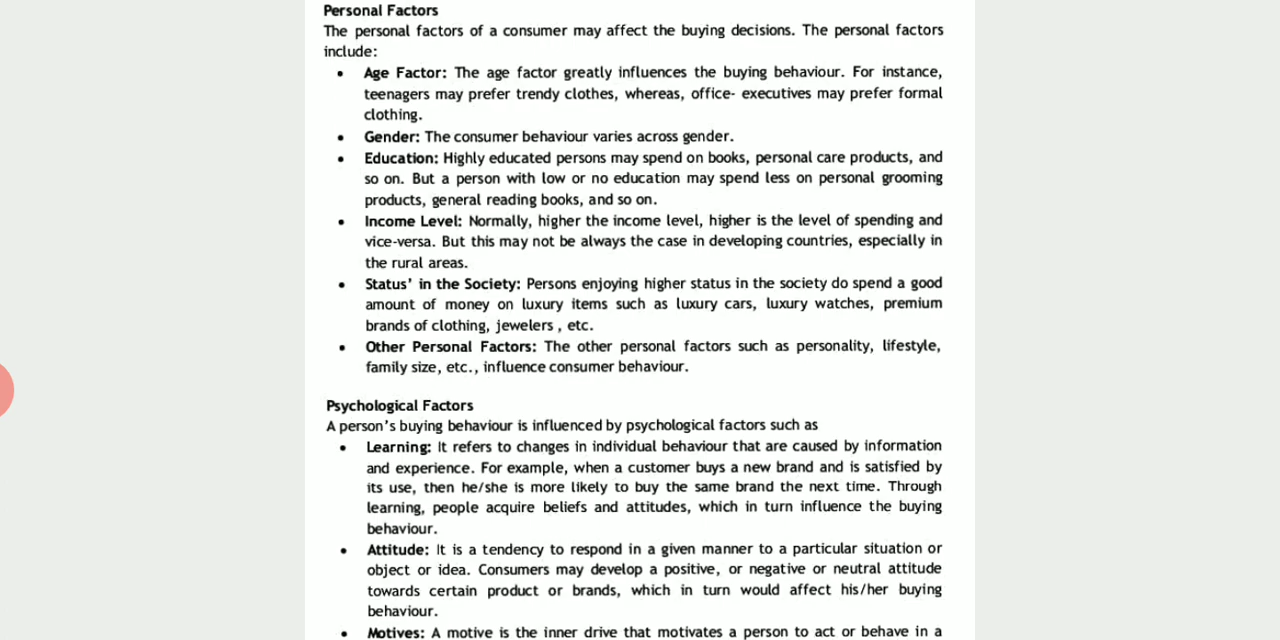 Personal Factors
The personal factors of a consumer may affect the buying decisions. The personal factors
include:
• Age Factor: The age factor greatly influences the buying behaviour. For instance,
teenagers may prefer trendy clothes, whereas, office- executives may prefer formal
clothing.
• Gender: The consumer behaviour varies across gender.
• Education: Highly educated persons may spend on books, personal care products, and
so on. But a person with low or no education may spend less on personal grooming
products, general reading books, and so on.
• Income Level: Normally, higher the income level, higher is the level of spending and
vice-versa. But this may not be always the case in developing countries, especially in
the rural areas.
• Status’ in the Society: Persons enjoying higher status in the society do spend a good
amount of money on luxury items such as luxury cars, luxury watches, premium
brands of clothing, jewelers , etc.
• Other Personal Factors: The other personal factors such as personality, lifestyle,
family size, etc., influence consumer behaviour.
Psychological Factors
A person’s buying behaviour is influenced by psychological factors such as
• Learning: It refers to changes in individual behaviour that are caused by information
and experience. For example, when a customer buys a new brand and is satisfied by
its use, then he/she is more likely to buy the same brand the next time. Through
learning, people acquire beliefs and attitudes, which in turn influence the buying
behaviour.
• Attitude: It is a tendency to respond in a given manner to a particular situation or
object or idea. Consumers may develop a positive, or negative or neutral attitude
towards certain product or brands, which in turn would affect his/her buying
behaviour.
• Motives: A motive is the inner drive that motivates a person to act or behave in a